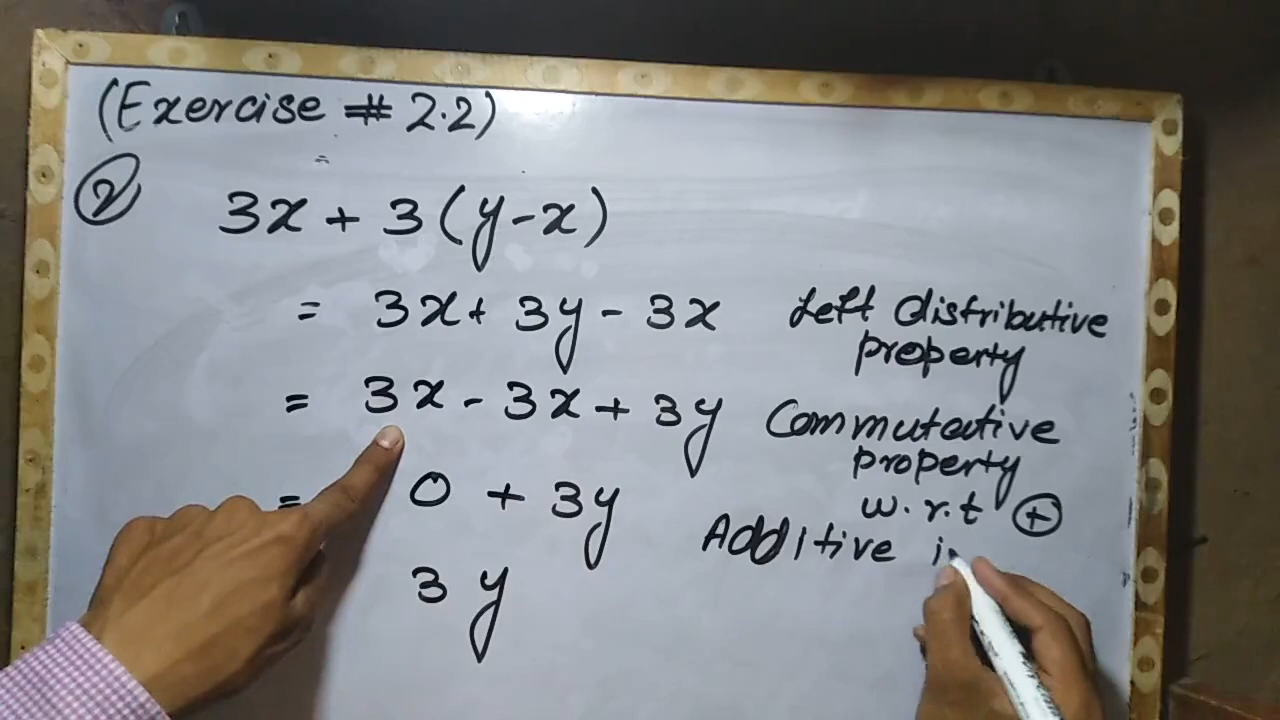 (Exercise # 2.2)
② 3x + 3(y-x)
= 3x + 3y - 3x Left distributive
property
= 3x - 3x + 3y Commutative
property
w.r.t ⊕
= 0 + 3y
Additive i
3y